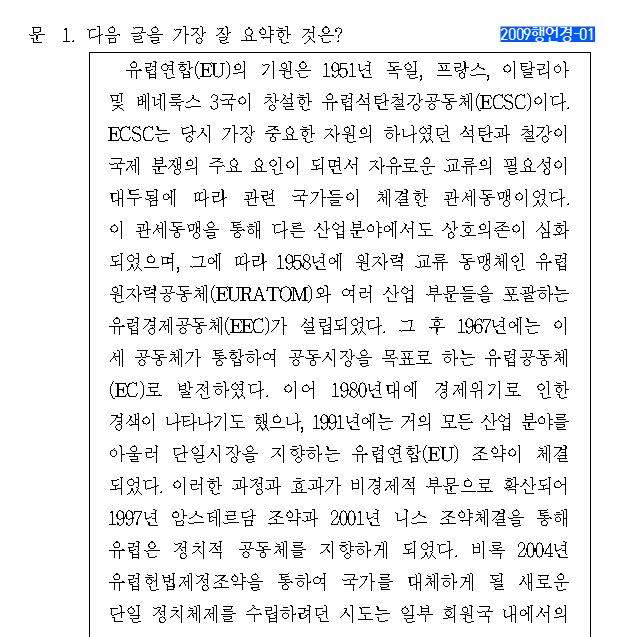 문 1. 다음 글을 가장 잘 요약한 것은?
2009행언경-01
유럽연합(EU)의 기원은 1951년 독일, 프랑스, 이탈리아
및 베네룩스 3국이 창설한 유럽석탄철강공동체(ECSC)이다.
ECSC는 당시 가장 중요한 자원의 하나였던 석탄과 철강이
국제 분쟁의 주요 요인이 되면서 자유로운 교류의 필요성이
대두됨에 따라 관련 국가들이 체결한 관세동맹이었다.
이 관세동맹을 통해 다른 산업분야에서도 상호의존이 심화
되었으며, 그에 따라 1958년에 원자력 교류 동맹체인 유럽
원자력공동체(EURATOM)와 여러 산업 부문들을 포괄하는
유럽경제공동체(EEC)가 설립되었다. 그 후 1967년에는 이
세 공동체가 통합하여 공동시장을 목표로 하는 유럽공동체
(EC)로 발전하였다. 이어 1980년대에 경제위기로 인한
경색이 나타나기도 했으나, 1991년에는 거의 모든 산업 분야를
아울러 단일시장을 지향하는 유럽연합(EU) 조약이 체결
되었다. 이러한 과정과 효과가 비경제적 부문으로 확산되어
1997년 암스테르담 조약과 2001년 니스 조약체결을 통해
유럽은 정치적 공동체를 지향하게 되었다. 비록 2004년
유럽헌법제정조약을 통하여 국가를 대체하게 될 새로운
단일 정치체제를 수립하려던 시도는 일부 회원국 내에서의